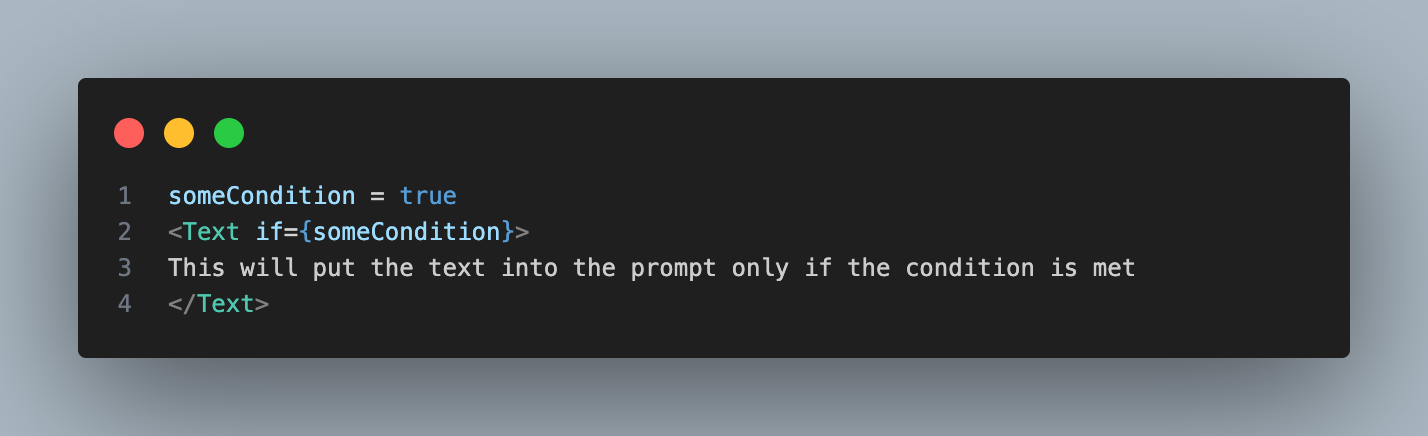 1 someCondition = true
2 <Text if={someCondition}>
3 This will put the text into the prompt only if the condition is met
4 </Text>